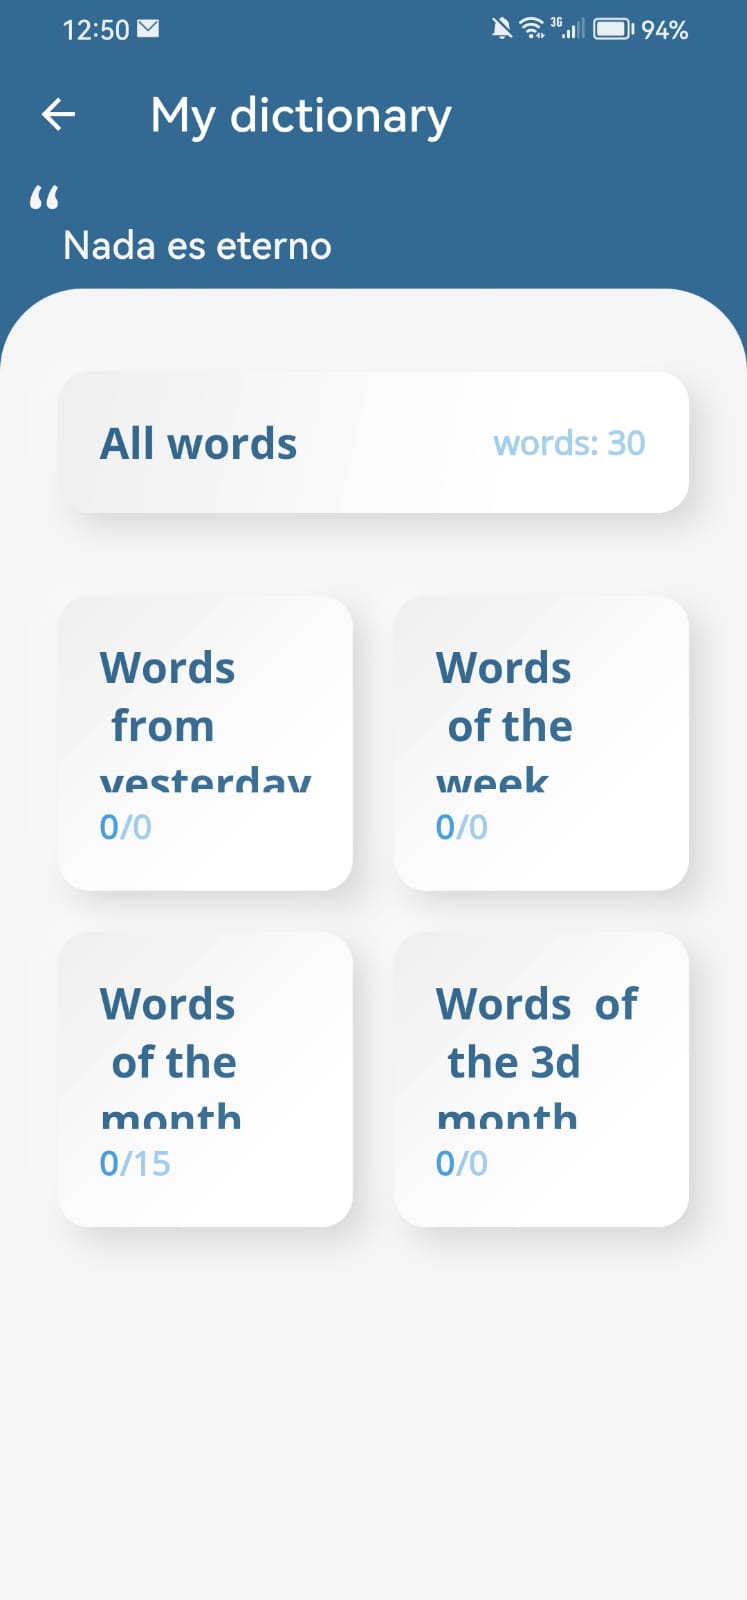 12:50
3G
94%
My dictionary
“
Nada es eterno
All words
words: 30
Words
from
yesterday
0/0
Words
of the
week
0/0
Words
of the
month
0/15
Words  of
the 3d
month
0/0